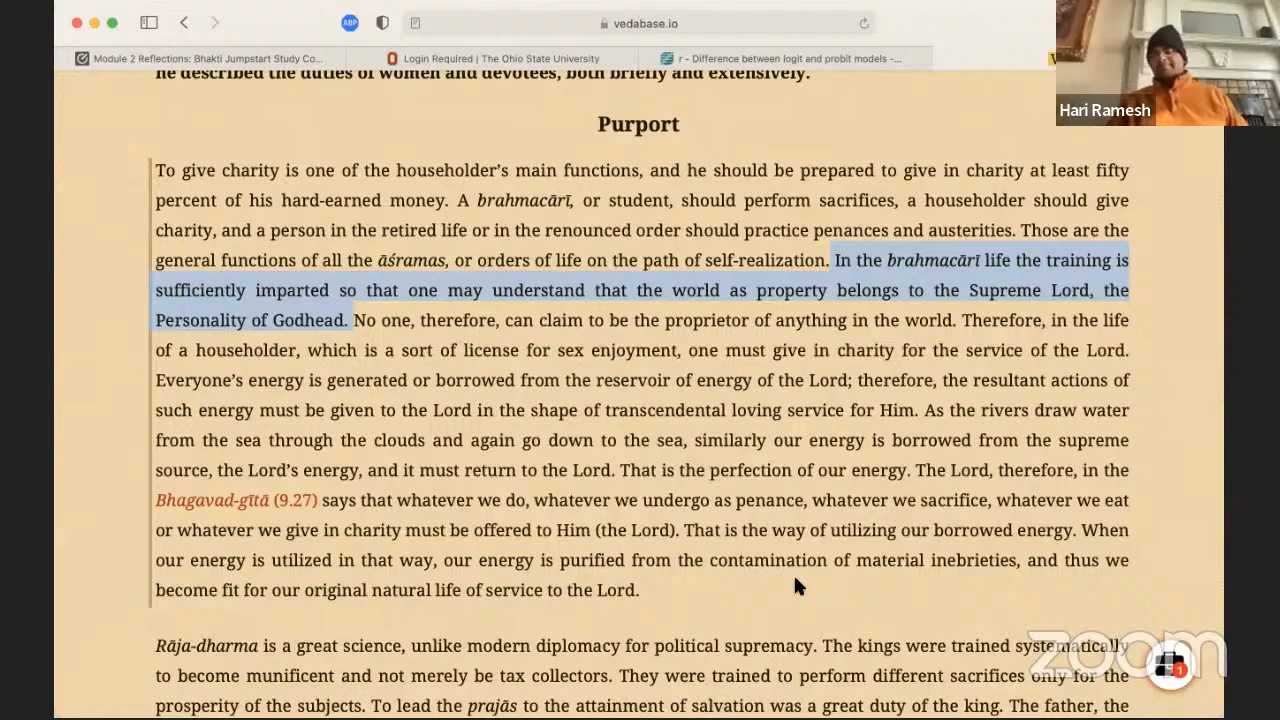 ABP
vedabase.io
Module 2 Reflections: Bhakti Jumpstart Study Co...
Login Required | The Ohio State University
r - Difference between logit and probit models -...
he described the duties of women and devotees, both briefly and extensively.
Hari Ramesh
Purport
To give charity is one of the householder’s main functions, and he should be prepared to give in charity at least fifty
percent of his hard-earned money. A brahmacārī, or student, should perform sacrifices, a householder should give
charity, and a person in the retired life or in the renounced order should practice penances and austerities. Those are the
general functions of all the āśramas, or orders of life on the path of self-realization. In the brahmacārī life the training is
sufficiently imparted so that one may understand that the world as property belongs to the Supreme Lord, the
Personality of Godhead. No one, therefore, can claim to be the proprietor of anything in the world. Therefore, in the life
of a householder, which is a sort of license for sex enjoyment, one must give in charity for the service of the Lord.
Everyone’s energy is generated or borrowed from the reservoir of energy of the Lord; therefore, the resultant actions of
such energy must be given to the Lord in the shape of transcendental loving service for Him. As the rivers draw water
from the sea through the clouds and again go down to the sea, similarly our energy is borrowed from the supreme
source, the Lord’s energy, and it must return to the Lord. That is the perfection of our energy. The Lord, therefore, in the
Bhagavad-gītā (9.27) says that whatever we do, whatever we undergo as penance, whatever we sacrifice, whatever we eat
or whatever we give in charity must be offered to Him (the Lord). That is the way of utilizing our borrowed energy. When
our energy is utilized in that way, our energy is purified from the contamination of material inebrieties, and thus we
become fit for our original natural life of service to the Lord.
Rāja-dharma is a great science, unlike modern diplomacy for political supremacy. The kings were trained systematically
to become munificent and not merely be tax collectors. They were trained to perform different sacrifices only for the
prosperity of the subjects. To lead the prajās to the attainment of salvation was a great duty of the king. The father, the
zoom
1